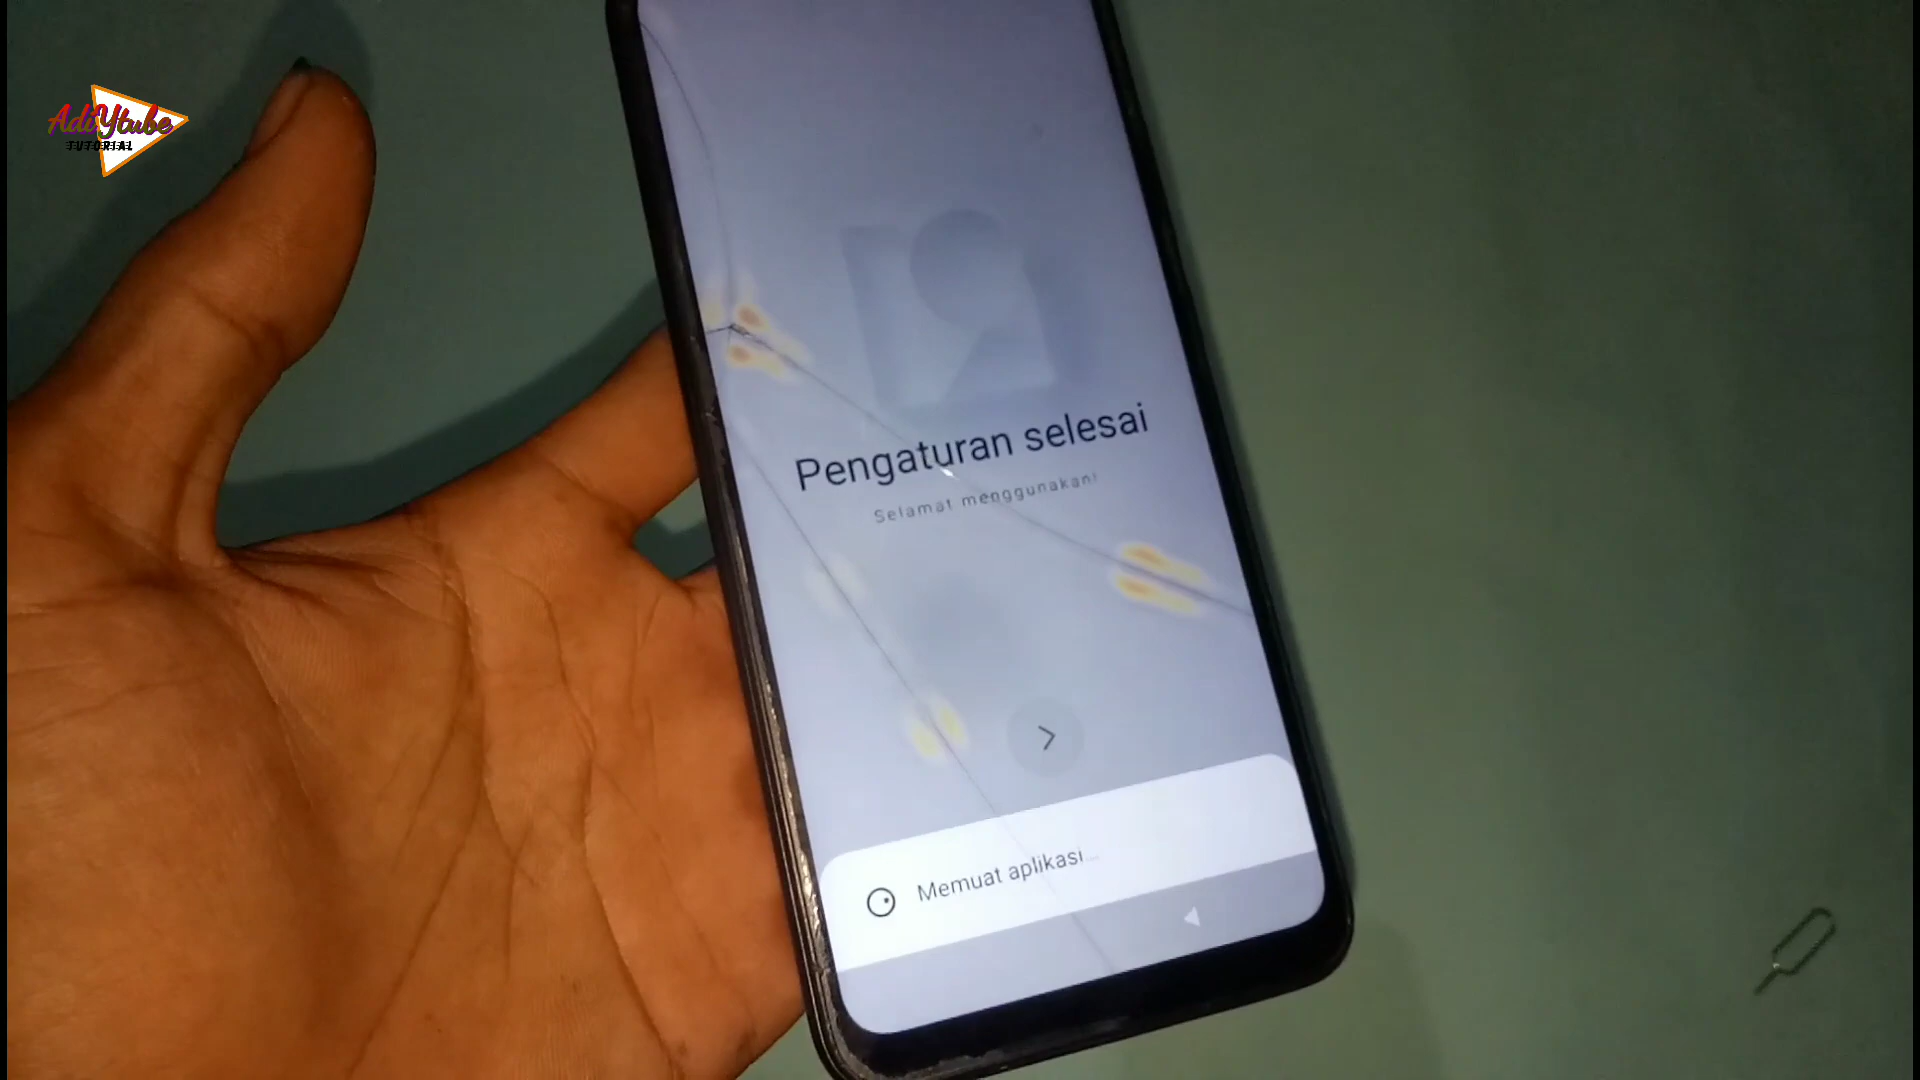 AdiYtube
TUTORIAL
Pengaturan selesai
Selamat menggunakan!
Memuat aplikasi...